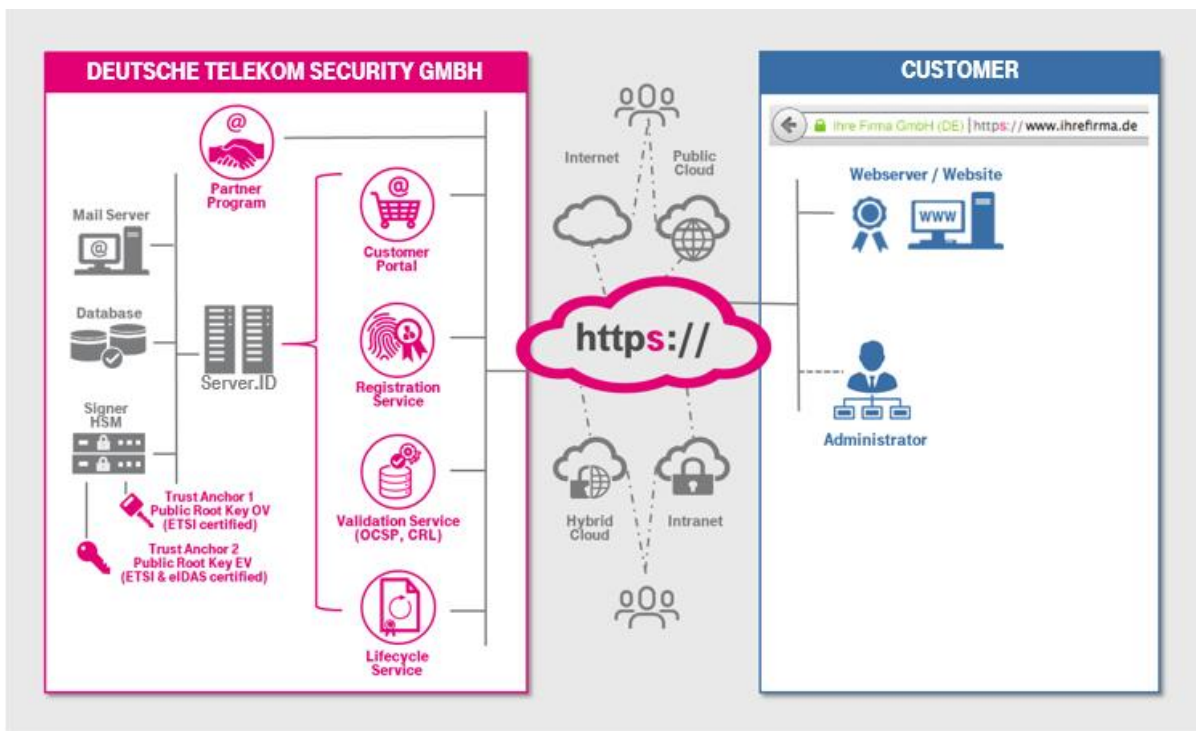 DEUTSCHE TELEKOM SECURITY GMBH
@
Partner
Program
Mail Server
@
Database
Server.ID
Signer
HSM
Trust Anchor 1
Public Root Key OV
(ETSI certified)
Trust Anchor 2
Public Root Key EV
(ETSI & eIDAS certified)
@
Customer
Portal
Registration
Service
Validation Service
(OCSP, CRL)
Lifecycle
Service
Internet
Public
Cloud
https://
Hybrid
Cloud
Intranet
CUSTOMER
Ihre Firma GmbH (DE) | https://www.ihrefirma.de
Webserver / Website
WWW
Administrator